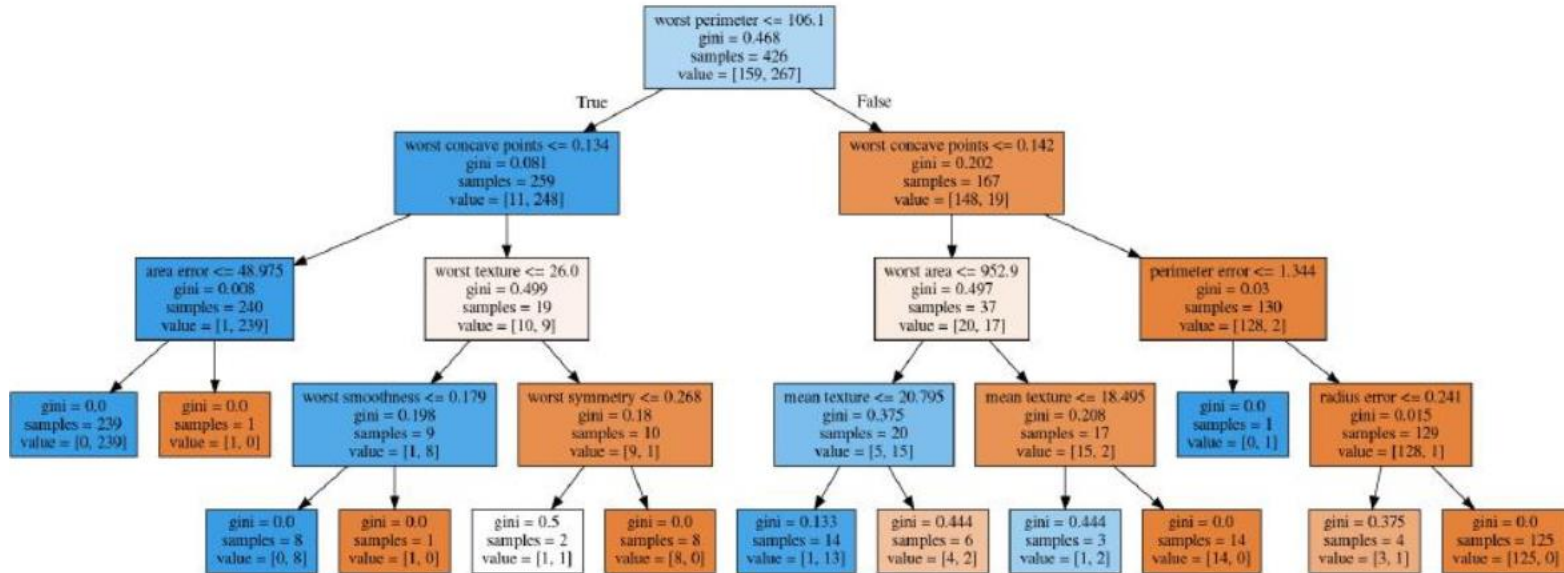 worst perimeter <= 106.1
gini = 0.468
samples = 426
value = [159, 267]
True
False
worst concave points <= 0.134
gini = 0.081
samples = 259
value = [11, 248]
worst concave points <= 0.142
gini = 0.202
samples = 167
value = [148, 19]
area error <= 48.975
gini = 0.008
samples = 240
value = [1, 239]
worst texture <= 26.0
gini = 0.499
samples = 19
value = [10, 9]
worst area <= 952.9
gini = 0.497
samples = 37
value = [20, 17]
perimeter error <= 1.344
gini = 0.03
samples = 130
value = [128, 2]
gini = 0.0
samples = 239
value = [0, 239]
gini = 0.0
samples = 1
value = [1, 0]
worst smoothness <= 0.179
gini = 0.198
samples = 9
value = [1, 8]
worst symmetry <= 0.268
gini = 0.18
samples = 10
value = [9, 1]
mean texture <= 20.795
gini = 0.375
samples = 20
value = [5, 15]
mean texture <= 18.495
gini = 0.208
samples = 17
value = [15, 2]
gini = 0.0
samples = 1
value = [0, 1]
radius error <= 0.241
gini = 0.015
samples = 129
value = [128, 1]
gini = 0.0
samples = 8
value = [0, 8]
gini = 0.0
samples = 1
value = [1, 0]
gini = 0.5
samples = 2
value = [1, 1]
gini = 0.0
samples = 8
value = [8, 0]
gini = 0.133
samples = 14
value = [1, 13]
gini = 0.444
samples = 6
value = [4, 2]
gini = 0.444
samples = 3
value = [1, 2]
gini = 0.0
samples = 14
value = [14, 0]
gini = 0.375
samples = 4
value = [3, 1]
gini = 0.0
samples = 125
value = [125, 0]